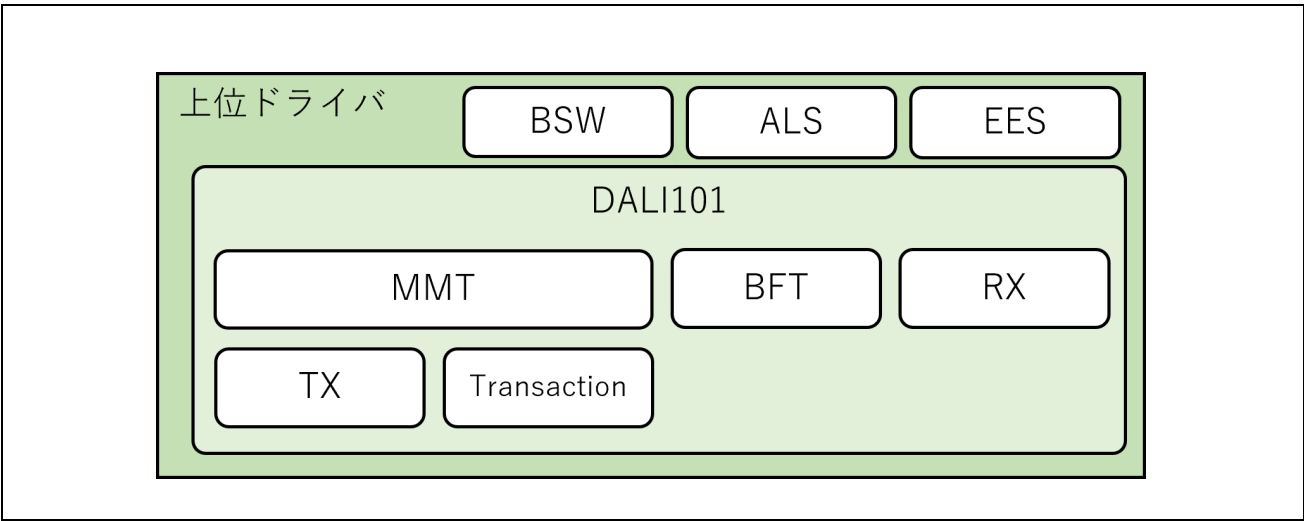 上位ドライバ
BSW
ALS
EES
DALI101
MMT
BFT
RX
TX
Transaction